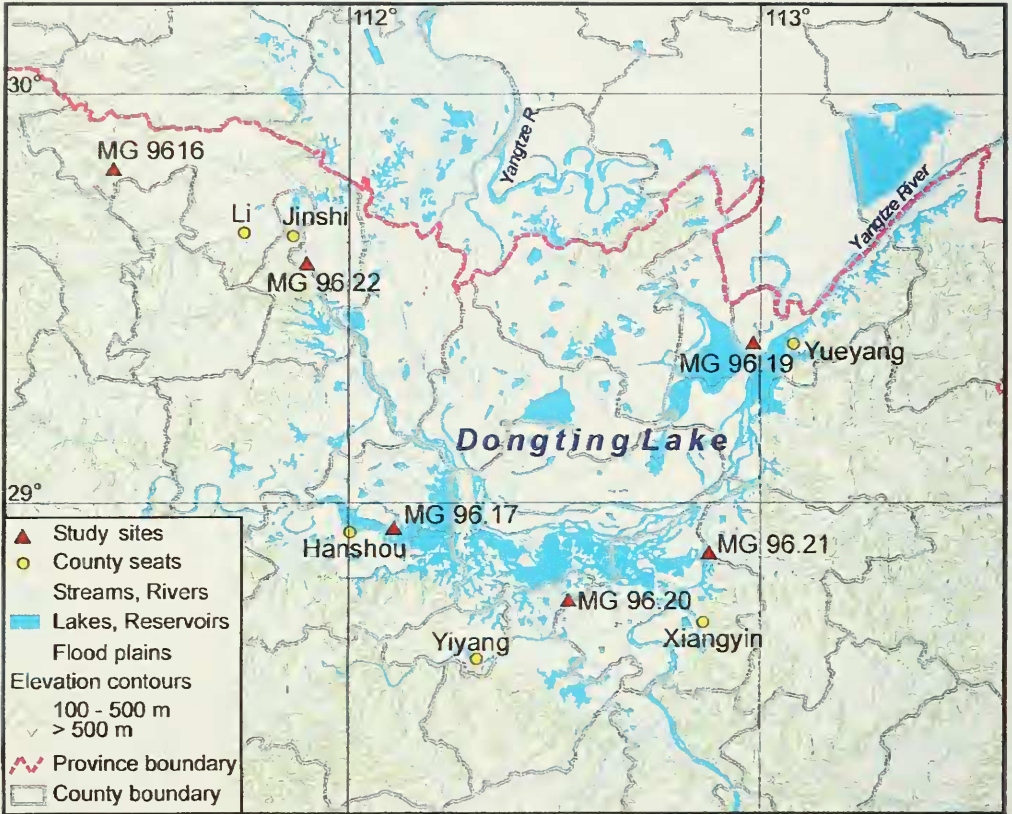 112°
113°
30°
Yangtze R.
MG 9616
Yangtze River
Li
Jinshi
MG 96.22
MG 96.19
Yueyang
Dongting Lake
29°
MG 96.17
Hanshou
MG 96.21
MG 96.20
Xiangyin
Yiyang
Study sites
County seats
Streams, Rivers
Lakes, Reservoirs
Flood plains
Elevation contours
100 - 500 m
> 500 m
Province boundary
County boundary